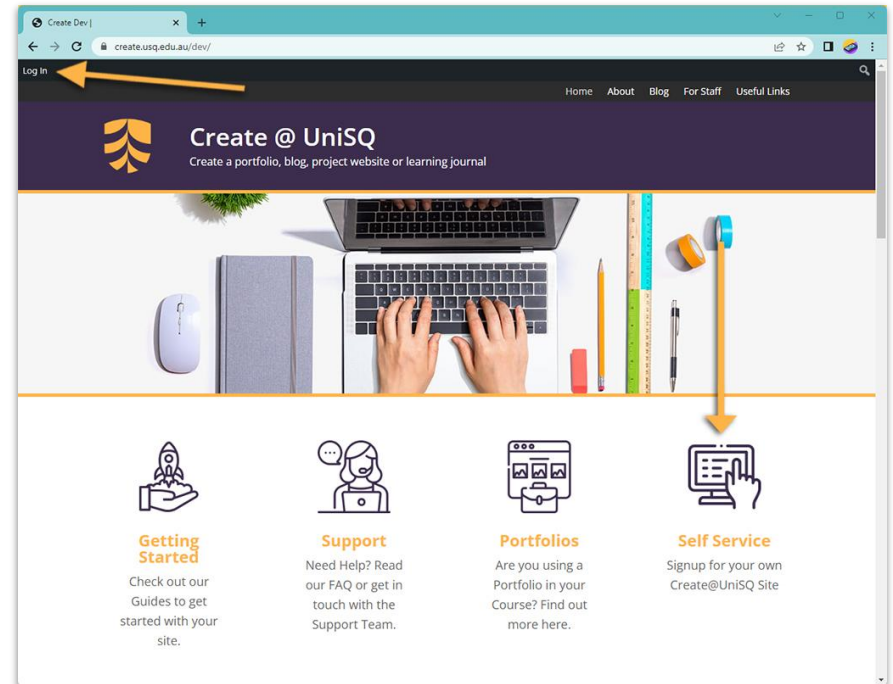 Create Dev |
create.usq.edu.au/dev/
Log In
Home About Blog For Staff Useful Links
Create @ UniSQ
Create a portfolio, blog, project website or learning journal
Getting
Started
Check out our
Guides to get
started with your
site.
Support
Need Help? Read
our FAQ or get in
touch with the
Support Team.
Portfolios
Are you using a
Portfolio in your
Course? Find out
more here.
Self Service
Signup for your own
Create@UniSQ Site